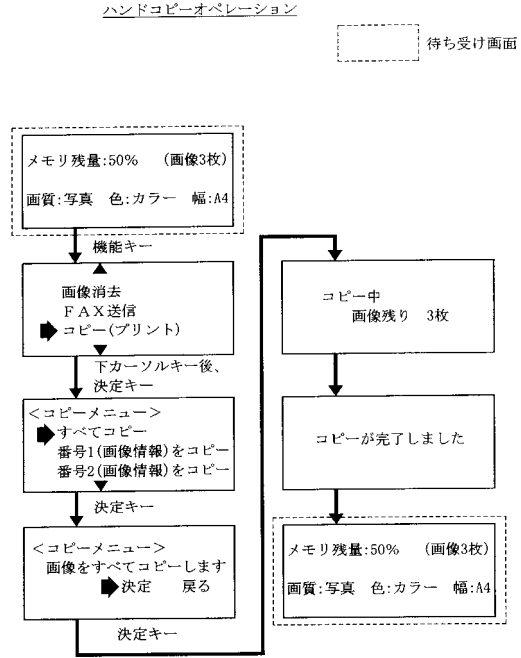 ハンドコピーオペレーション
待ち受け画面
メモリ残量:50% (画像3枚)
画質:写真 色:カラー 幅:A4
機能キー
画像消去
FAX送信
コピー(プリント)
下カーソルキー後、
決定キー
<コピーメニュー>
すべてコピー
番号1(画像情報)をコピー
番号2(画像情報)をコピー
決定キー
<コピーメニュー>
画像をすべてコピーします
決定 戻る
決定キー
コピー中
画像残り 3枚
コピーが完了しました
メモリ残量:50% (画像3枚)
画質:写真 色:カラー 幅:A4